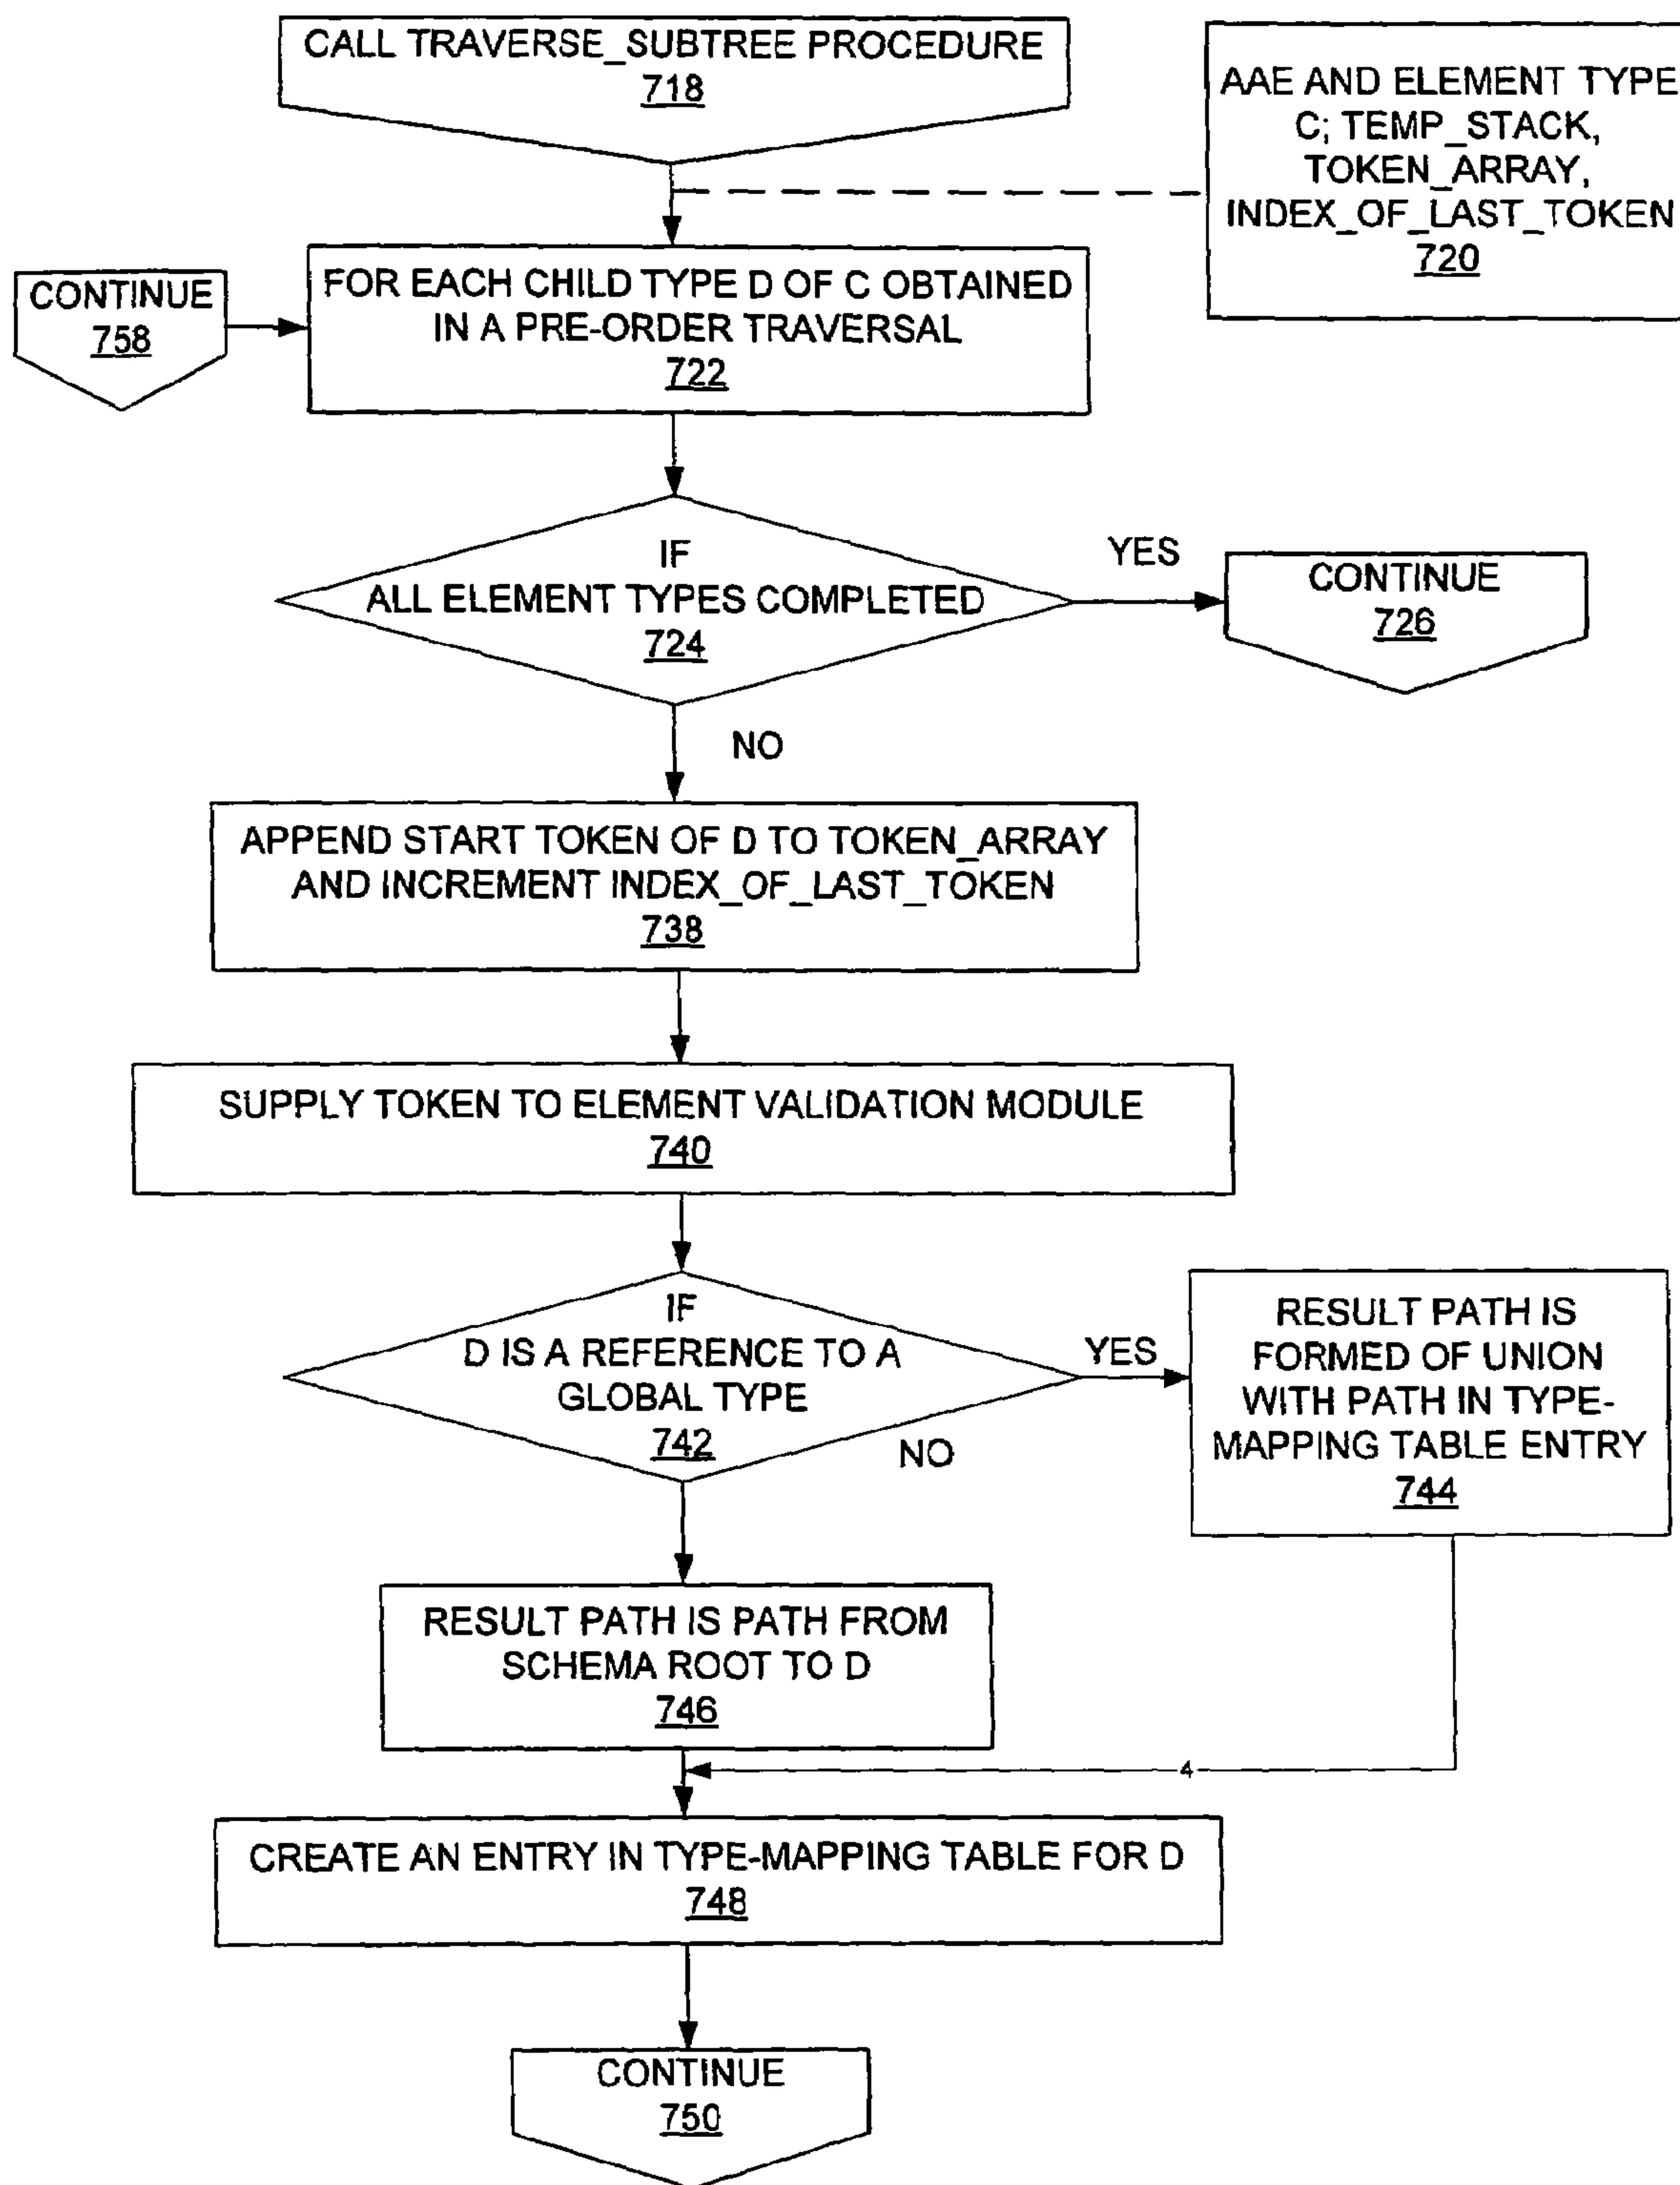 CALL TRAVERSE_SUBTREE PROCEDURE
718
AAE AND ELEMENT TYPE
C; TEMP_STACK,
TOKEN_ARRAY,
INDEX_OF_LAST_TOKEN
720
CONTINUE
758
FOR EACH CHILD TYPE D OF C OBTAINED
IN A PRE-ORDER TRAVERSAL
722
IF
ALL ELEMENT TYPES COMPLETED
724
YES
CONTINUE
726
NO
APPEND START TOKEN OF D TO TOKEN_ARRAY
AND INCREMENT INDEX_OF_LAST_TOKEN
738
SUPPLY TOKEN TO ELEMENT VALIDATION MODULE
740
IF
D IS A REFERENCE TO A
GLOBAL TYPE
742
YES
NO
RESULT PATH IS
FORMED OF UNION
WITH PATH IN TYPE-
MAPPING TABLE ENTRY
744
RESULT PATH IS PATH FROM
SCHEMA ROOT TO D
746
4
CREATE AN ENTRY IN TYPE-MAPPING TABLE FOR D
748
CONTINUE
750